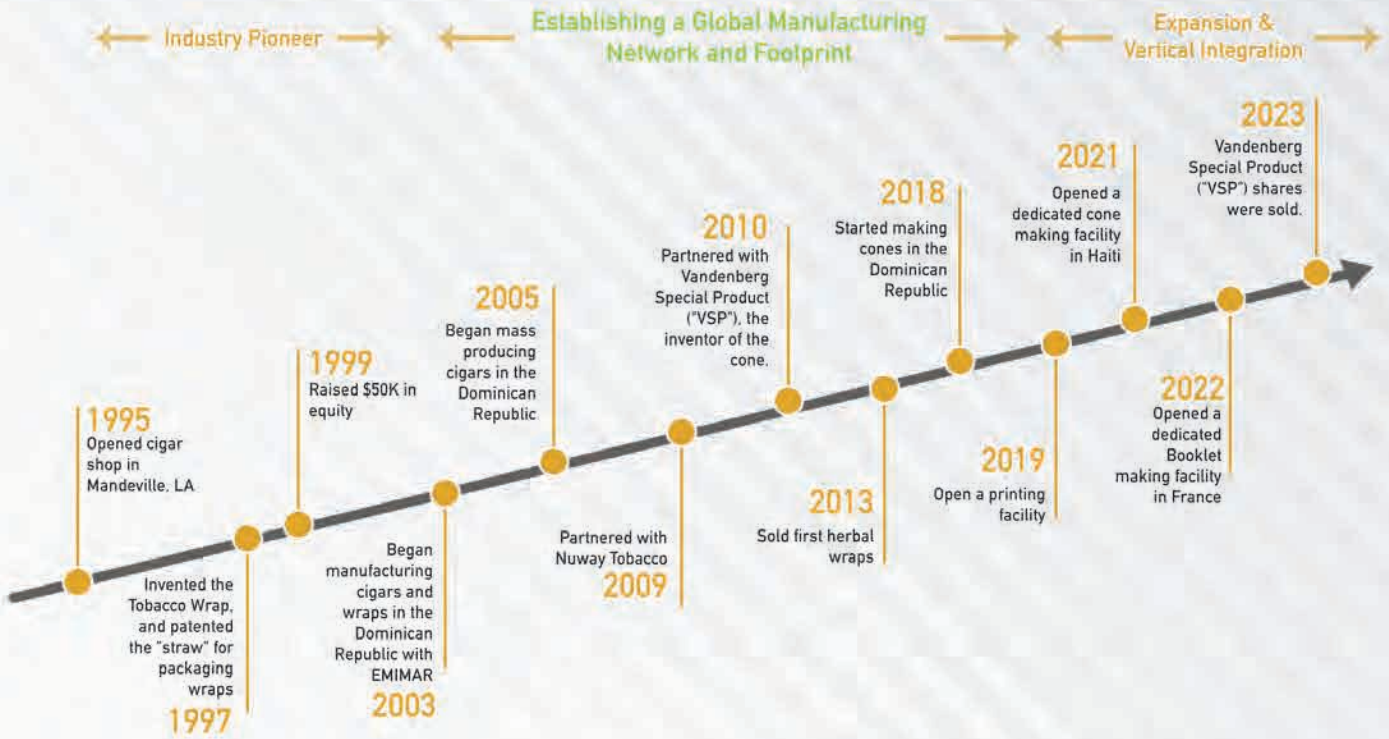 Industry Pioneer
Establishing a Global Manufacturing
Network and Footprint
Expansion &
Vertical Integration
1995
Opened cigar
shop in
Mandeville, LA
Invented the
Tobacco Wrap,
and patented
the "straw" for
packaging
wraps
1997
1999
Raised $50K in
equity
Began
manufacturing
cigars and
wraps in the
Dominican
Republic with
EMIMAR
2003
2005
Began mass
producing
cigars in the
Dominican
Republic
Partnered with
Nuway Tobacco
2009
2010
Partnered with
Vandenberg
Special Product
("VSP"), the
inventor of the
cone.
2013
Sold first herbal
wraps
2018
Started making
cones in the
Dominican
Republic
2019
Open a printing
facility
2021
Opened a
dedicated cone
making facility
in Haiti
2022
Opened a
dedicated
Booklet
making facility
in France
2023
Vandenberg
Special Product
("VSP") shares
were sold.